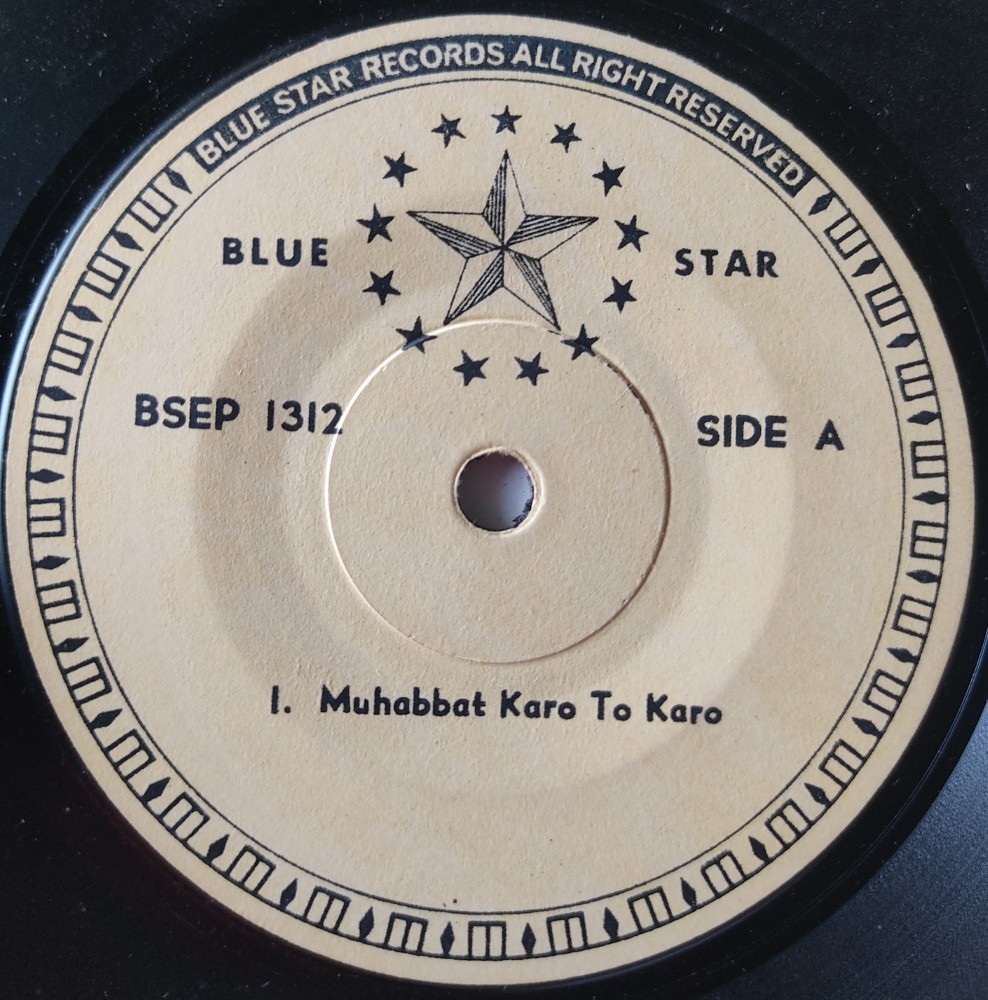 BLUE STAR RECORDS ALL RIGHT RESERVED
BLUE STAR
BSEP 1312 SIDE A
1. Muhabbat Karo To Karo